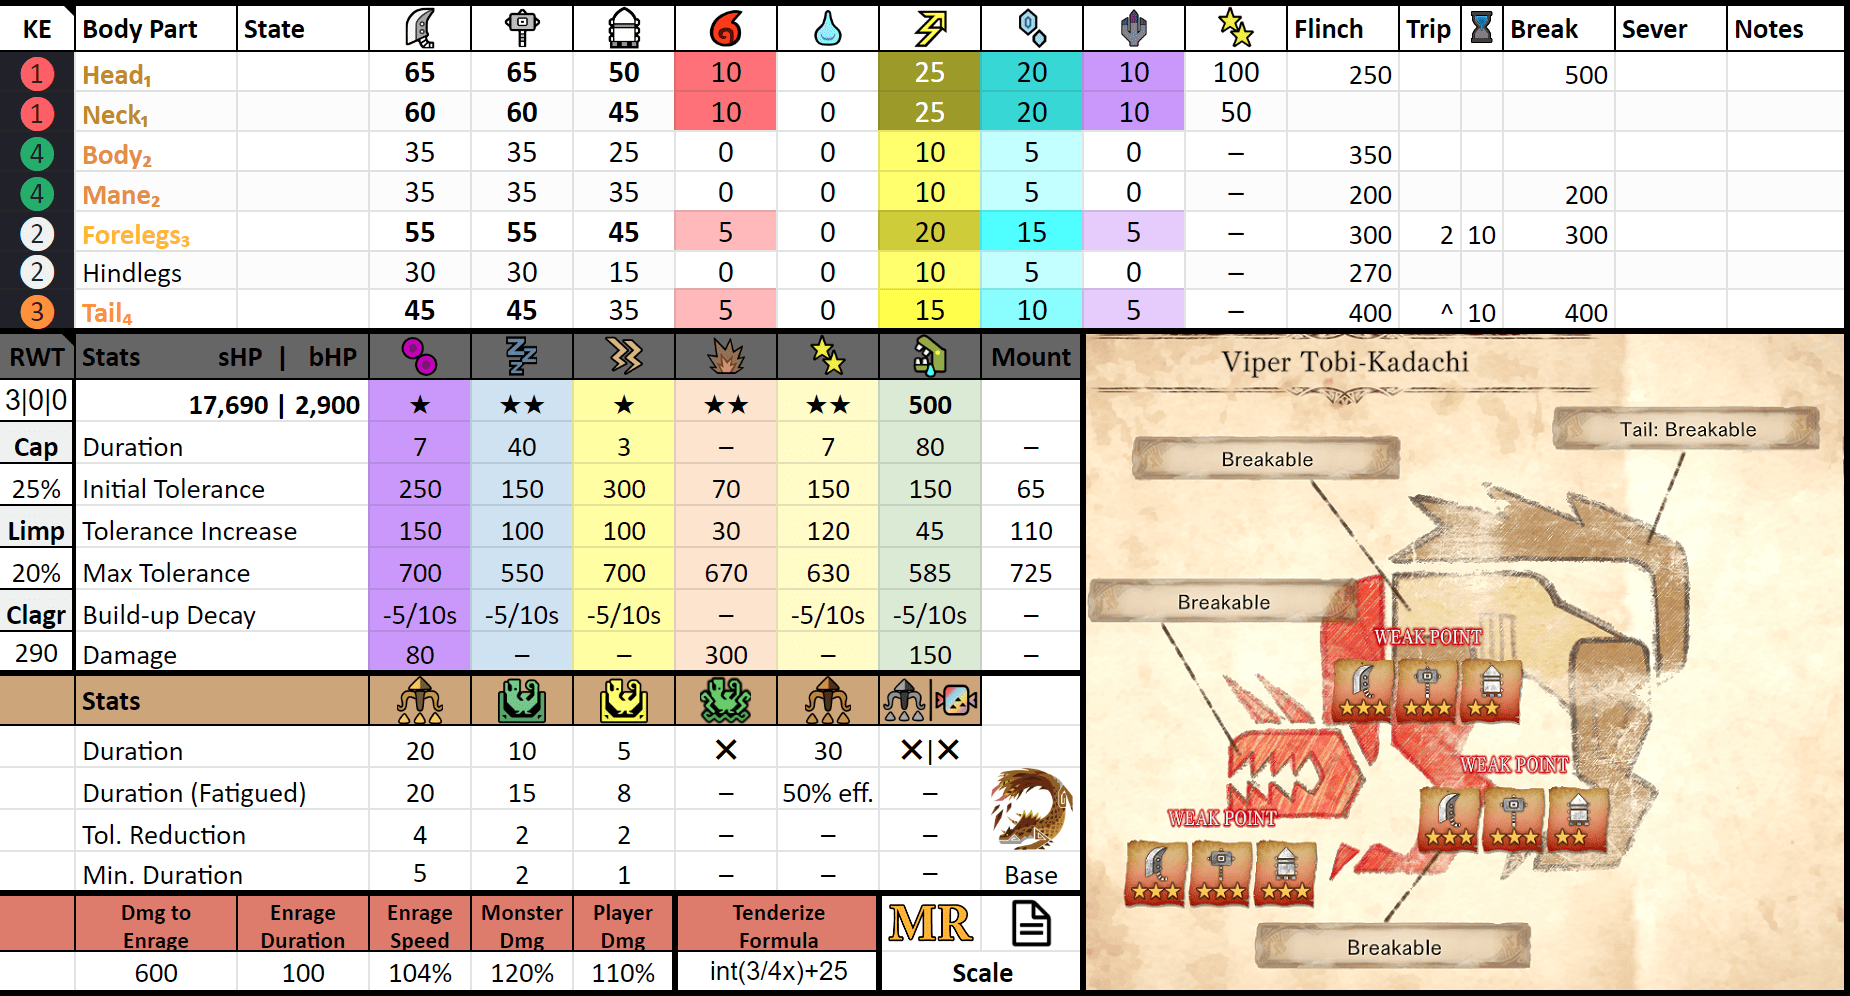 KE Body Part State Flinch Trip Break Sever Notes
1 Head₁ 65 65 50 10 0 25 20 10 100 250 500
1 Neck₁ 60 60 45 10 0 25 20 10 50
4 Body₂ 35 35 25 0 0 10 5 0 – 350
4 Mane₂ 35 35 35 0 0 10 5 0 – 200 200
2 Forelegs₃ 55 55 45 5 0 20 15 5 – 300 2 10 300
2 Hindlegs 30 30 15 0 0 10 5 0 – 270
3 Tail₄ 45 45 35 5 0 15 10 5 – 400 ^ 10 400
RWT Stats sHP | bHP Mount
3|0|0 17,690 | 2,900 ★ ★★ ★ ★★ ★★ 500
Cap Duration 7 40 3 – 7 80 –
25% Initial Tolerance 250 150 300 70 150 150 65
Limp Tolerance Increase 150 100 100 30 120 45 110
20% Max Tolerance 700 550 700 670 630 585 725
Clagr Build-up Decay -5/10s -5/10s -5/10s – -5/10s -5/10s –
290 Damage 80 – – 300 – 150 –
Stats
Duration 20 10 5 ✕ 30 ✕|✕
Duration (Fatigued) 20 15 8 – 50% eff. –
Tol. Reduction 4 2 2 – – –
Min. Duration 5 2 1 – – – Base
Dmg to Enrage Enrage Duration Enrage Speed Monster Dmg Player Dmg Tenderize Formula MR
600 100 104% 120% 110% int(3/4x)+25 Scale
Viper Tobi-Kadachi
Tail: Breakable
Breakable
Breakable
WEAK POINT
WEAK POINT
WEAK POINT
Breakable